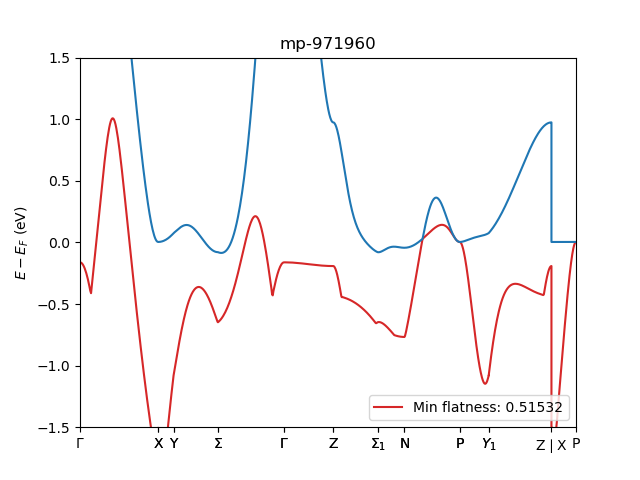 mp-971960
1.5
1.0
0.5
0.0
−0.5
−1.0
−1.5
E − E_F (eV)
Min flatness: 0.51532
Γ X Y Σ Γ Z Σ₁ N P Y₁ Z | X P